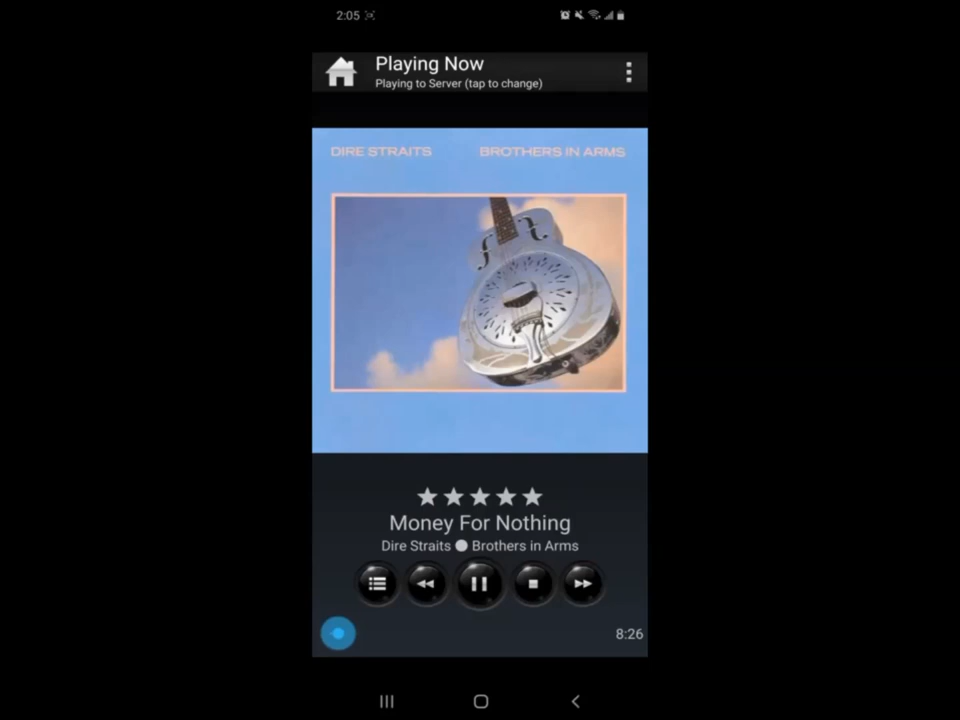 2:05
Playing Now
Playing to Server (tap to change)
DIRE STRAITS BROTHERS IN ARMS
Money For Nothing
Dire Straits ● Brothers in Arms
8:26